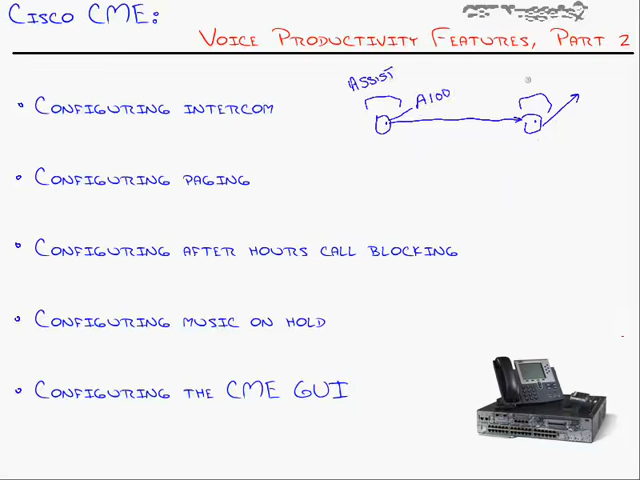 Cisco CME:
Voice Productivity Features, Part 2
Assist
A100
• Configuring intercom
• Configuring paging
• Configuring after hours call blocking
• Configuring music on hold
• Configuring the CME GUI